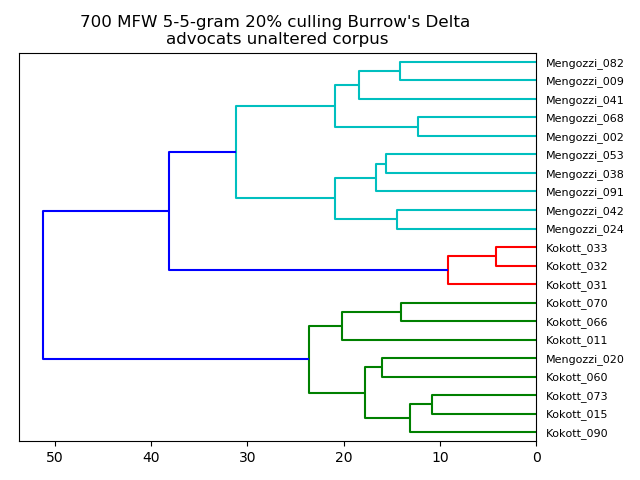 700 MFW 5-5-gram 20% culling Burrow's Delta
advocats unaltered corpus
Mengozzi_082
Mengozzi_009
Mengozzi_041
Mengozzi_068
Mengozzi_002
Mengozzi_053
Mengozzi_038
Mengozzi_091
Mengozzi_042
Mengozzi_024
Kokott_033
Kokott_032
Kokott_031
Kokott_070
Kokott_066
Kokott_011
Mengozzi_020
Kokott_060
Kokott_073
Kokott_015
Kokott_090
50 40 30 20 10 0